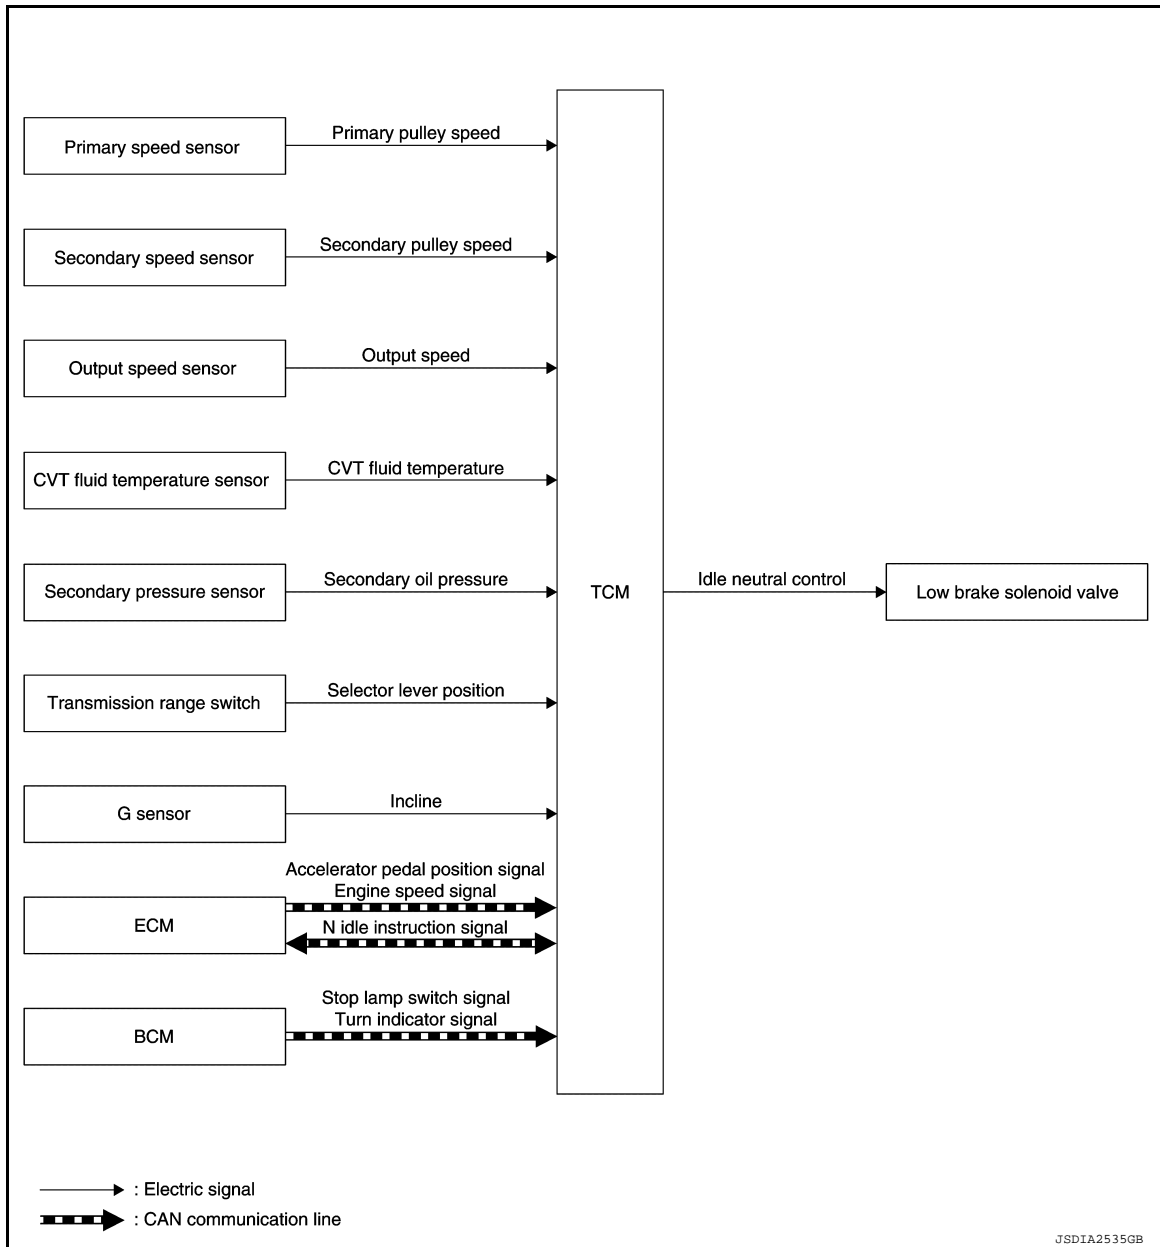 Primary speed sensor
Primary pulley speed
Secondary speed sensor
Secondary pulley speed
Output speed sensor
Output speed
CVT fluid temperature sensor
CVT fluid temperature
Secondary pressure sensor
Secondary oil pressure
TCM
Idle neutral control
Low brake solenoid valve
Transmission range switch
Selector lever position
G sensor
Incline
ECM
Accelerator pedal position signal
Engine speed signal
N idle instruction signal
BCM
Stop lamp switch signal
Turn indicator signal
: Electric signal
: CAN communication line
JSDIA2535GB